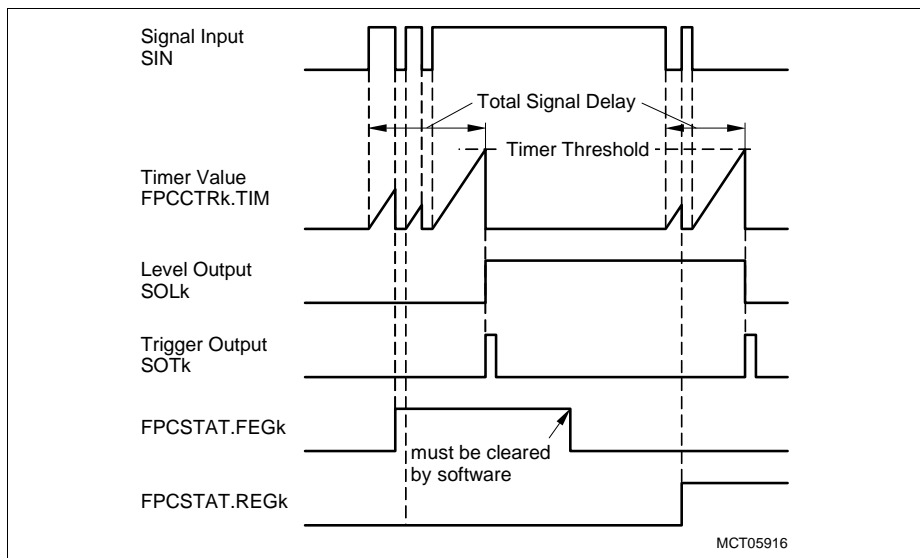 Signal Input
SIN
Total Signal Delay
Timer Threshold
Timer Value
FPCCTRk.TIM
Level Output
SOLk
Trigger Output
SOTk
FPCSTAT.FEGk
must be cleared
by software
FPCSTAT.REGk
MCT05916